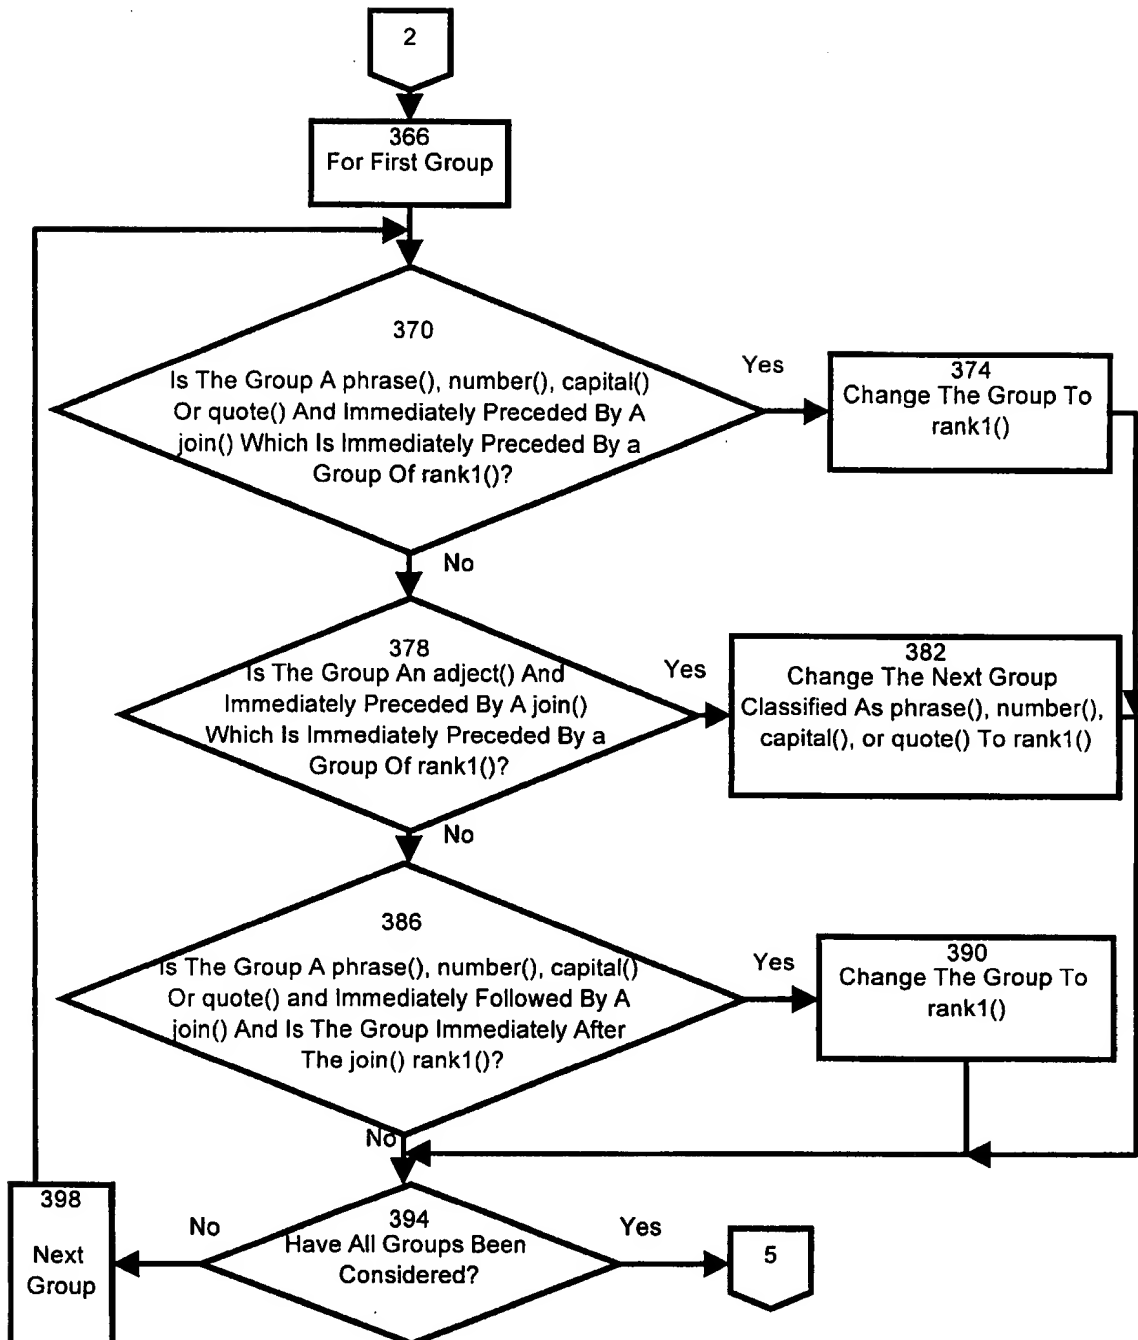 2
366
For First Group
370
Is The Group A phrase(), number(), capital()
Or quote() And Immediately Preceded By A
join() Which Is Immediately Preceded By a
Group Of rank1()?
Yes
374
Change The Group To
rank1()
No
378
Is The Group An adject() And
Immediately Preceded By A join()
Which Is Immediately Preceded By a
Group Of rank1()?
Yes
382
Change The Next Group
Classified As phrase(), number(),
capital(), or quote() To rank1()
No
386
Is The Group A phrase(), number(), capital()
Or quote() and Immediately Followed By A
join() And Is The Group Immediately After
The join() rank1()?
Yes
390
Change The Group To
rank1()
No
394
Have All Groups Been
Considered?
No
398
Next
Group
Yes
5